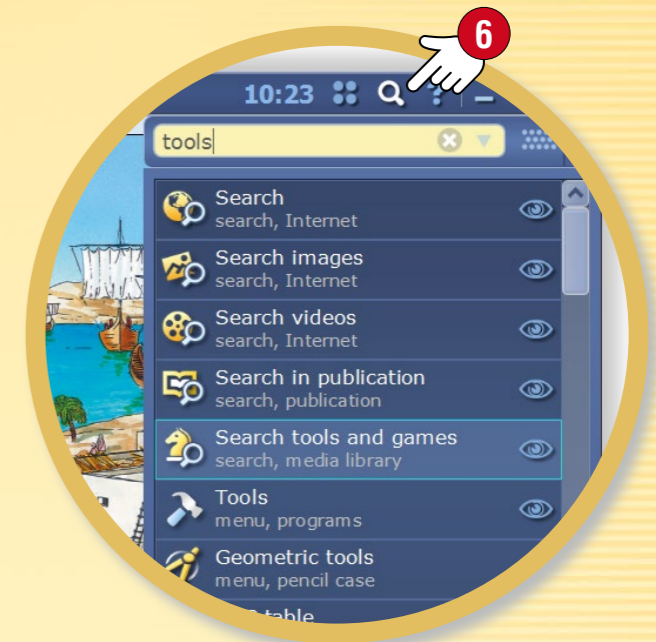 6
10:23 ?
tools
Search
search, Internet
Search images
search, Internet
Search videos
search, Internet
Search in publication
search, publication
Search tools and games
search, media library
Tools
menu, programs
Geometric tools
menu, pencil case
table